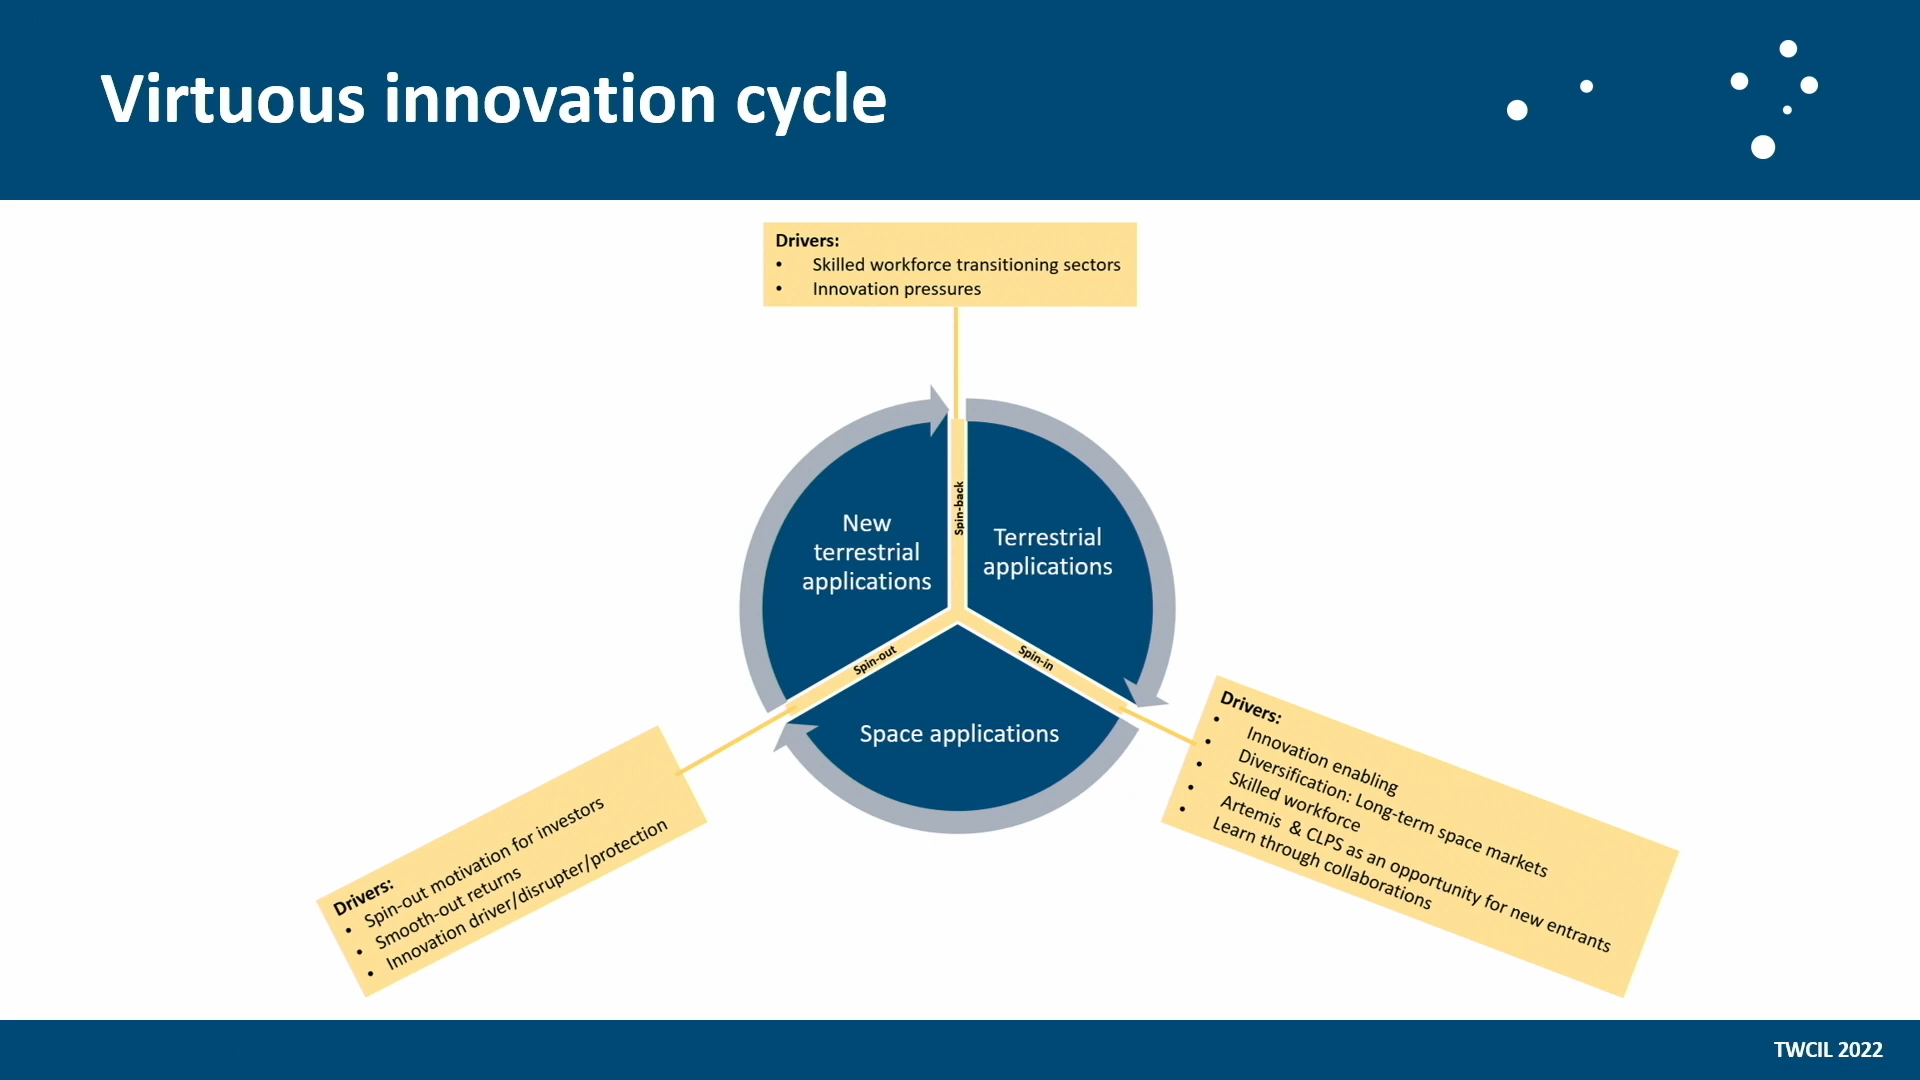 Virtuous innovation cycle
Drivers:
• Skilled workforce transitioning sectors
• Innovation pressures
Spin-back
New
terrestrial
applications
Terrestrial
applications
Spin-out
Spin-in
Space applications
Drivers:
• Spin-out motivation for investors
• Smooth-out returns
• Innovation driver/disrupter/protection
Drivers:
• Innovation enabling
• Diversification: Long-term space markets
• Skilled workforce
• Artemis & CLPS as an opportunity for new entrants
• Learn through collaborations
TWCIL 2022